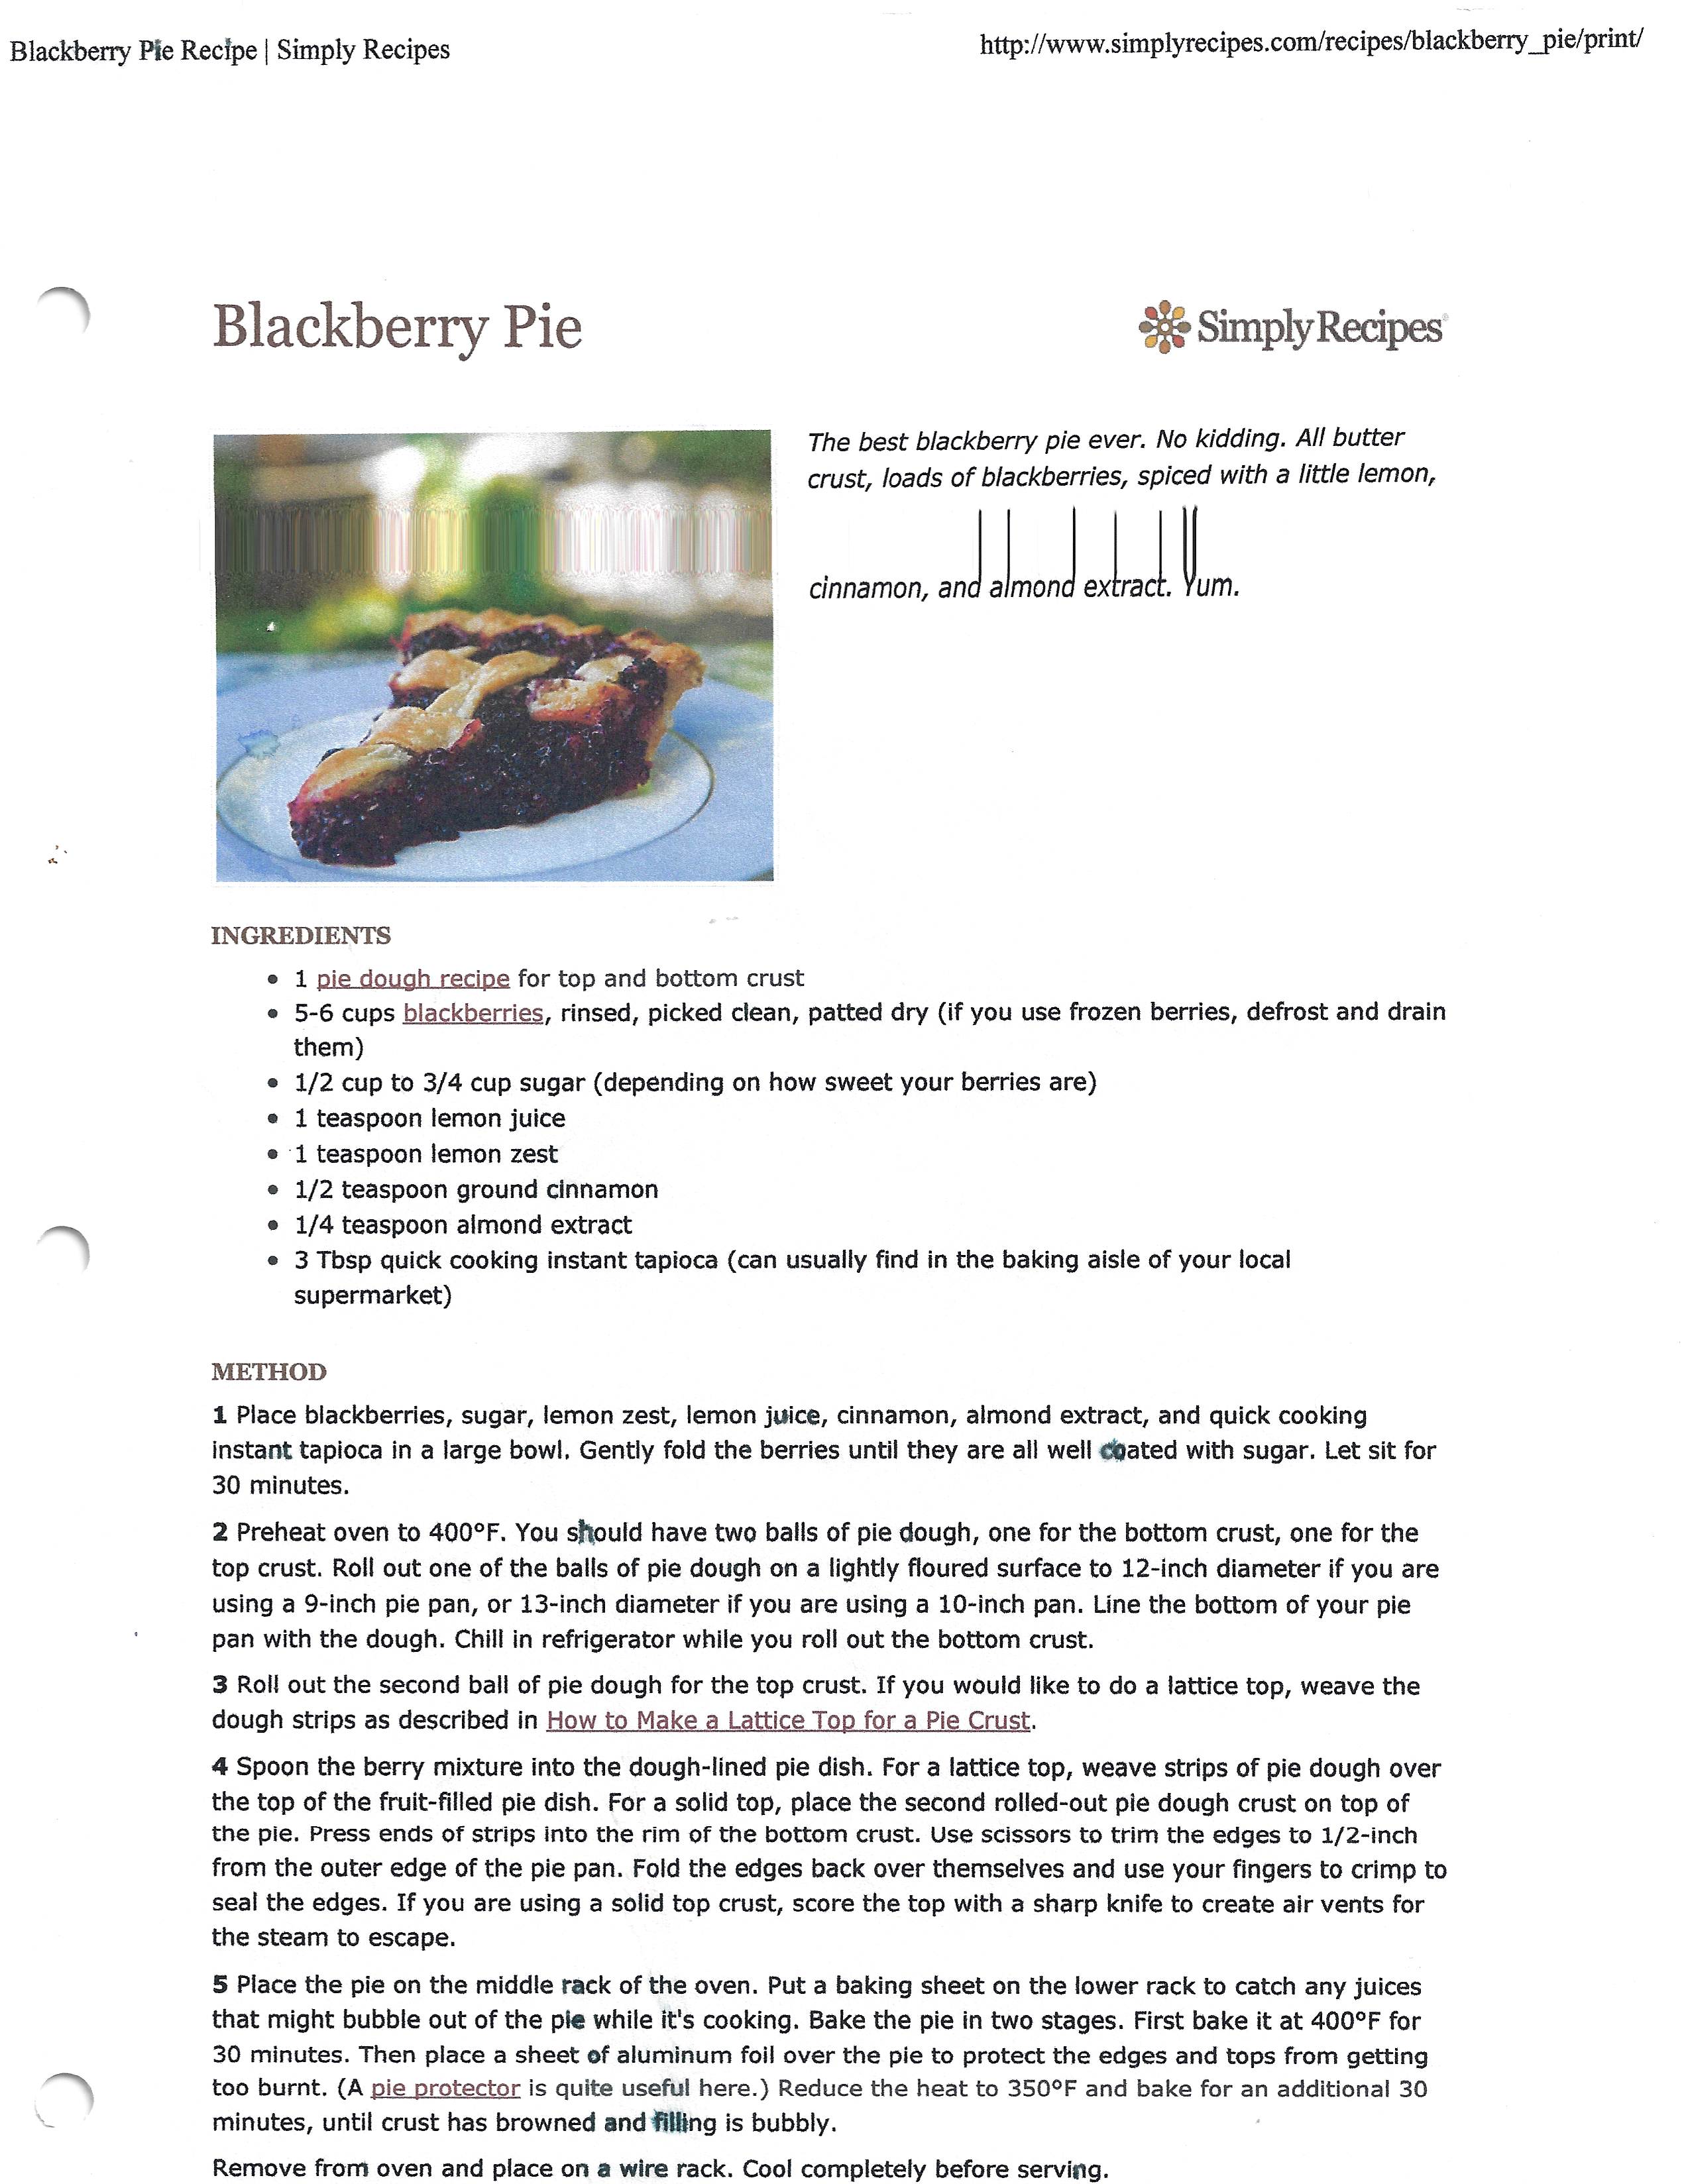 Blackberry Pie Recipe | Simply Recipes
http://www.simplyrecipes.com/recipes/blackberry_pie/print/
Blackberry Pie
SimplyRecipes®
The best blackberry pie ever. No kidding. All butter
crust, loads of blackberries, spiced with a little lemon,
cinnamon, and almond extract. Yum.
INGREDIENTS
• 1 pie dough recipe for top and bottom crust
• 5-6 cups blackberries, rinsed, picked clean, patted dry (if you use frozen berries, defrost and drain
them)
• 1/2 cup to 3/4 cup sugar (depending on how sweet your berries are)
• 1 teaspoon lemon juice
• 1 teaspoon lemon zest
• 1/2 teaspoon ground cinnamon
• 1/4 teaspoon almond extract
• 3 Tbsp quick cooking instant tapioca (can usually find in the baking aisle of your local
supermarket)
METHOD
1 Place blackberries, sugar, lemon zest, lemon juice, cinnamon, almond extract, and quick cooking
instant tapioca in a large bowl. Gently fold the berries until they are all well coated with sugar. Let sit for
30 minutes.
2 Preheat oven to 400°F. You should have two balls of pie dough, one for the bottom crust, one for the
top crust. Roll out one of the balls of pie dough on a lightly floured surface to 12-inch diameter if you are
using a 9-inch pie pan, or 13-inch diameter if you are using a 10-inch pan. Line the bottom of your pie
pan with the dough. Chill in refrigerator while you roll out the bottom crust.
3 Roll out the second ball of pie dough for the top crust. If you would like to do a lattice top, weave the
dough strips as described in How to Make a Lattice Top for a Pie Crust.
4 Spoon the berry mixture into the dough-lined pie dish. For a lattice top, weave strips of pie dough over
the top of the fruit-filled pie dish. For a solid top, place the second rolled-out pie dough crust on top of
the pie. Press ends of strips into the rim of the bottom crust. Use scissors to trim the edges to 1/2-inch
from the outer edge of the pie pan. Fold the edges back over themselves and use your fingers to crimp to
seal the edges. If you are using a solid top crust, score the top with a sharp knife to create air vents for
the steam to escape.
5 Place the pie on the middle rack of the oven. Put a baking sheet on the lower rack to catch any juices
that might bubble out of the pie while it's cooking. Bake the pie in two stages. First bake it at 400°F for
30 minutes. Then place a sheet of aluminum foil over the pie to protect the edges and tops from getting
too burnt. (A pie protector is quite useful here.) Reduce the heat to 350°F and bake for an additional 30
minutes, until crust has browned and filling is bubbly.
Remove from oven and place on a wire rack. Cool completely before serving.